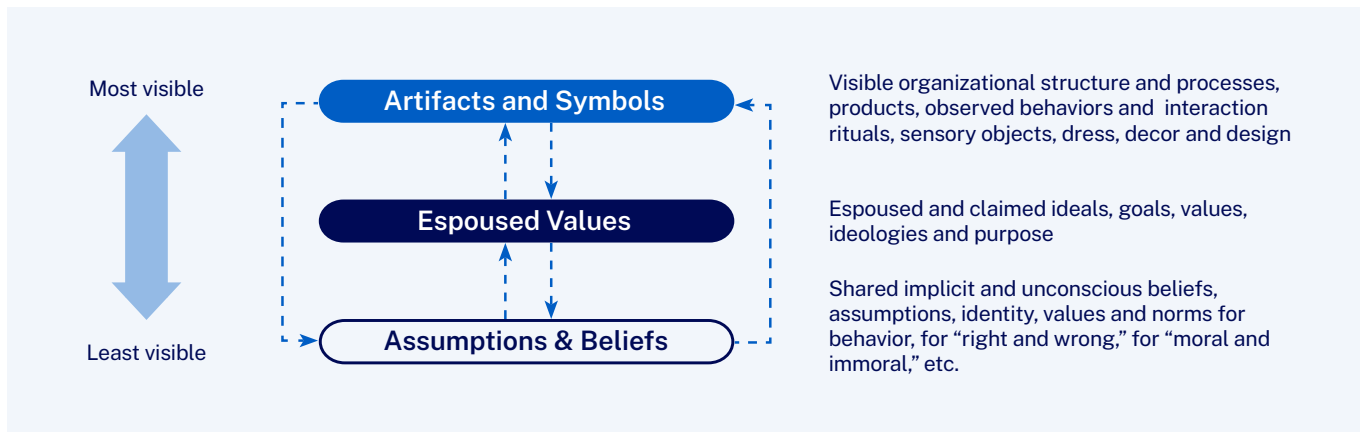 Most visible
Artifacts and Symbols
Visible organizational structure and processes,
products, observed behaviors and interaction
rituals, sensory objects, dress, decor and design
Espoused Values
Espoused and claimed ideals, goals, values,
ideologies and purpose
Least visible
Assumptions & Beliefs
Shared implicit and unconscious beliefs,
assumptions, identity, values and norms for
behavior, for “right and wrong,” for “moral and
immoral,” etc.